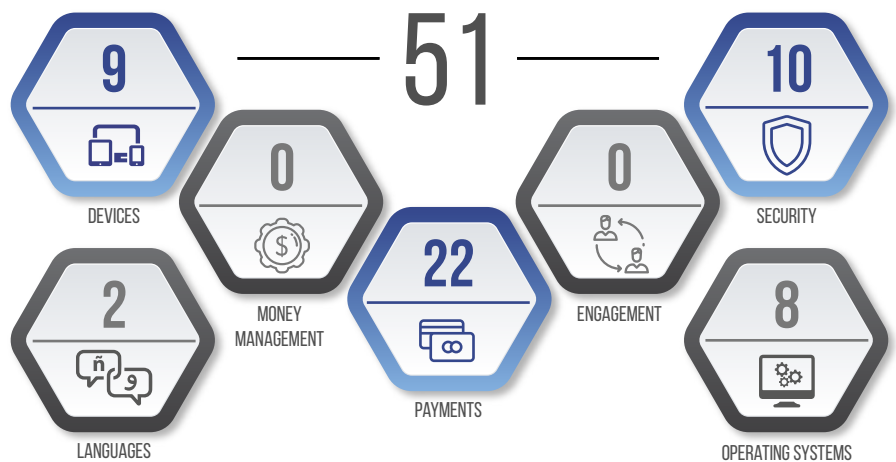 51
9
DEVICES
10
SECURITY
0
MONEY
MANAGEMENT
0
ENGAGEMENT
22
PAYMENTS
2
ñ
و
LANGUAGES
8
OPERATING SYSTEMS
$